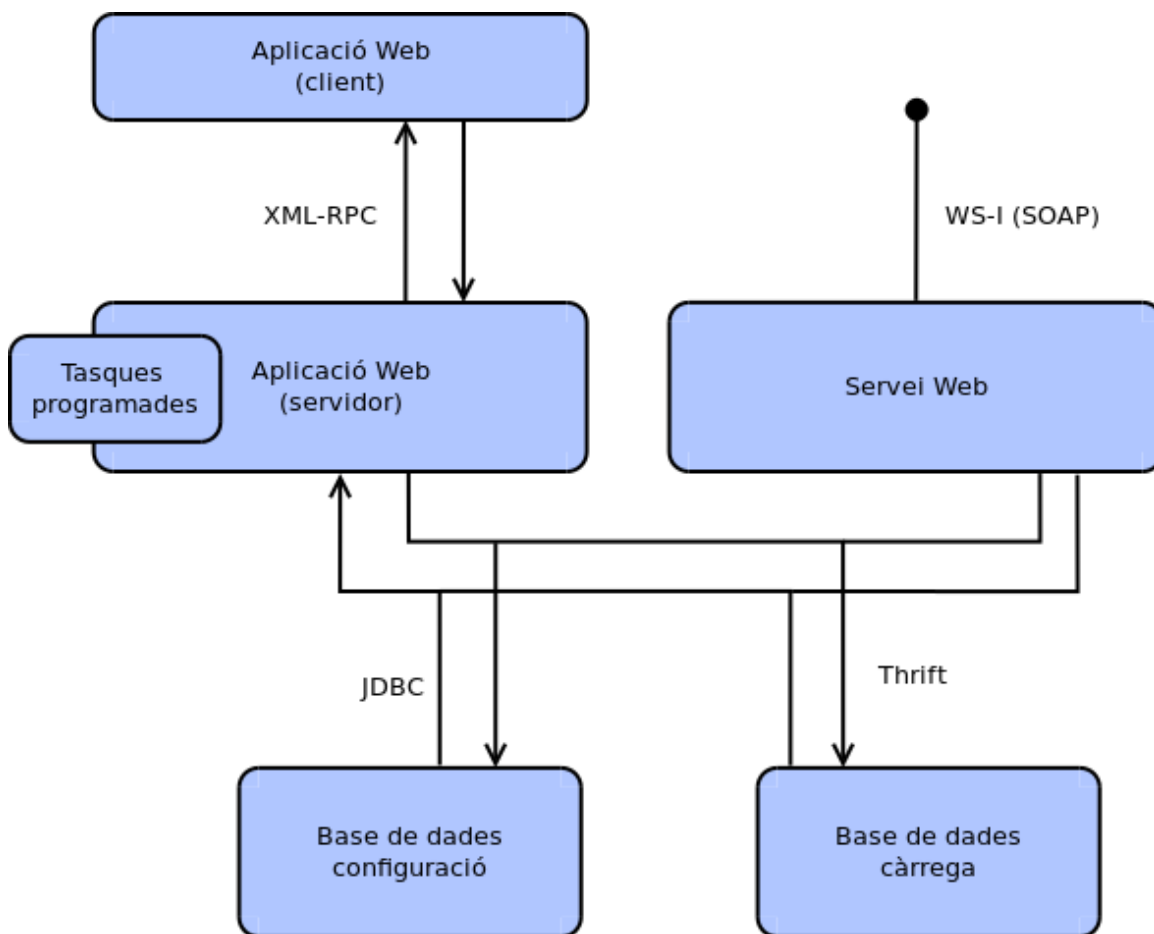 Aplicació Web
(client)
XML-RPC
WS-I (SOAP)
Tasques
programades
Aplicació Web
(servidor)
Servei Web
JDBC
Thrift
Base de dades
configuració
Base de dades
càrrega